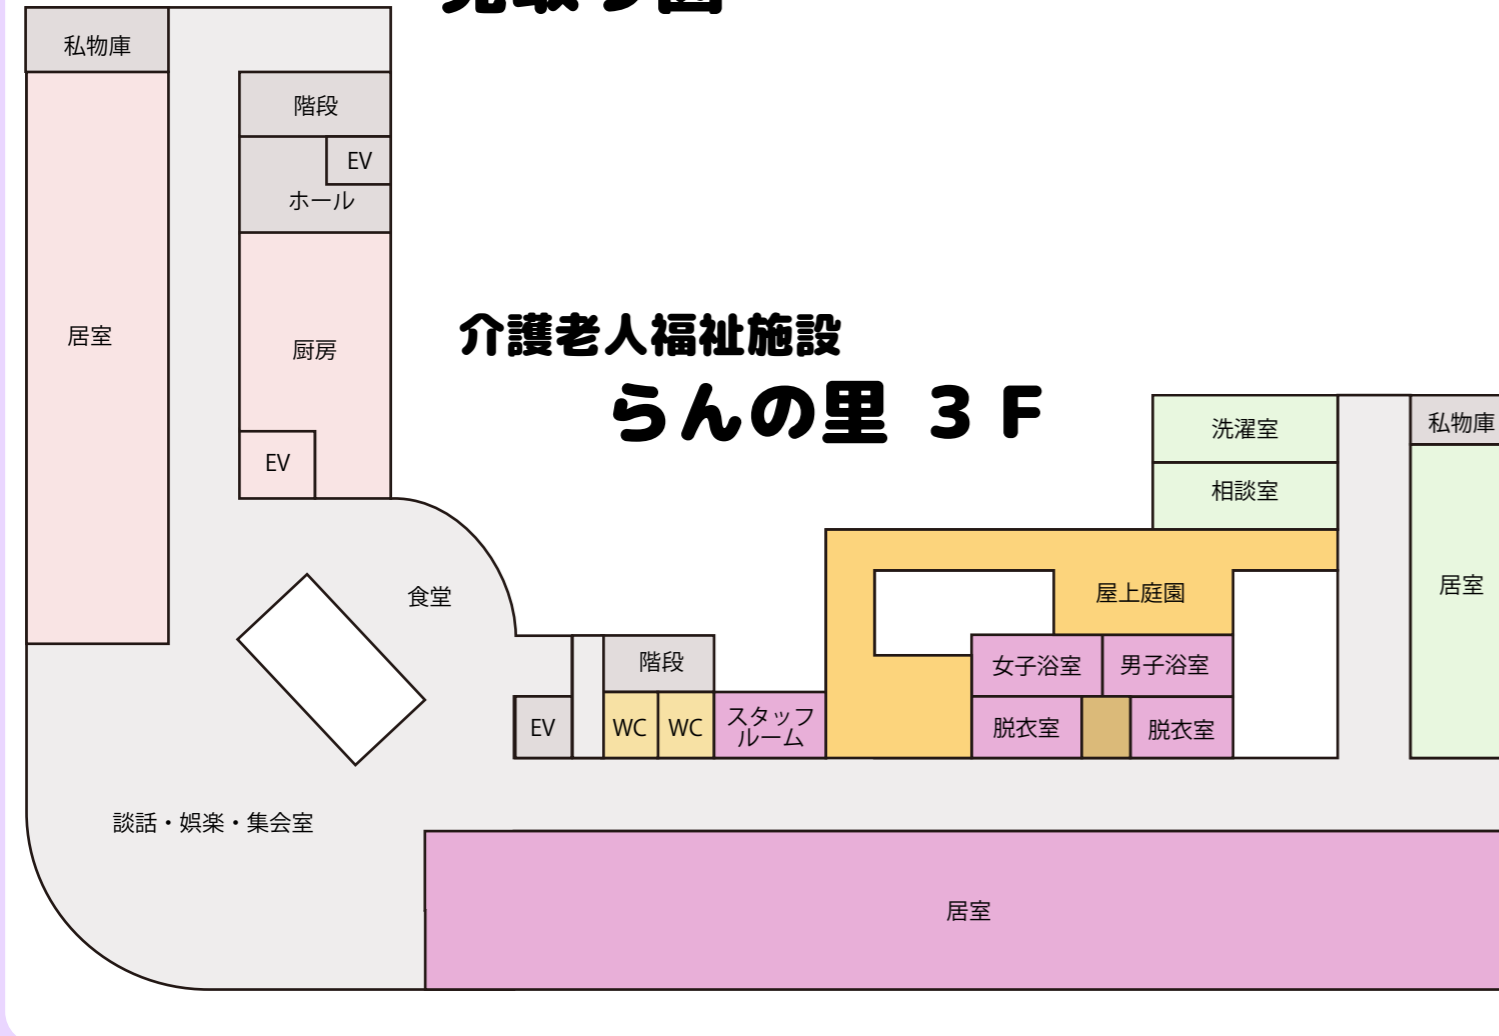 見取り図
私物庫
階段
EV
ホール
居室
厨房
EV
介護老人福祉施設
らんの里 3F
洗濯室
私物庫
相談室
居室
屋上庭園
食堂
階段
女子浴室
男子浴室
EV
WC
WC
スタッフ
ルーム
脱衣室
脱衣室
談話・娯楽・集会室
居室